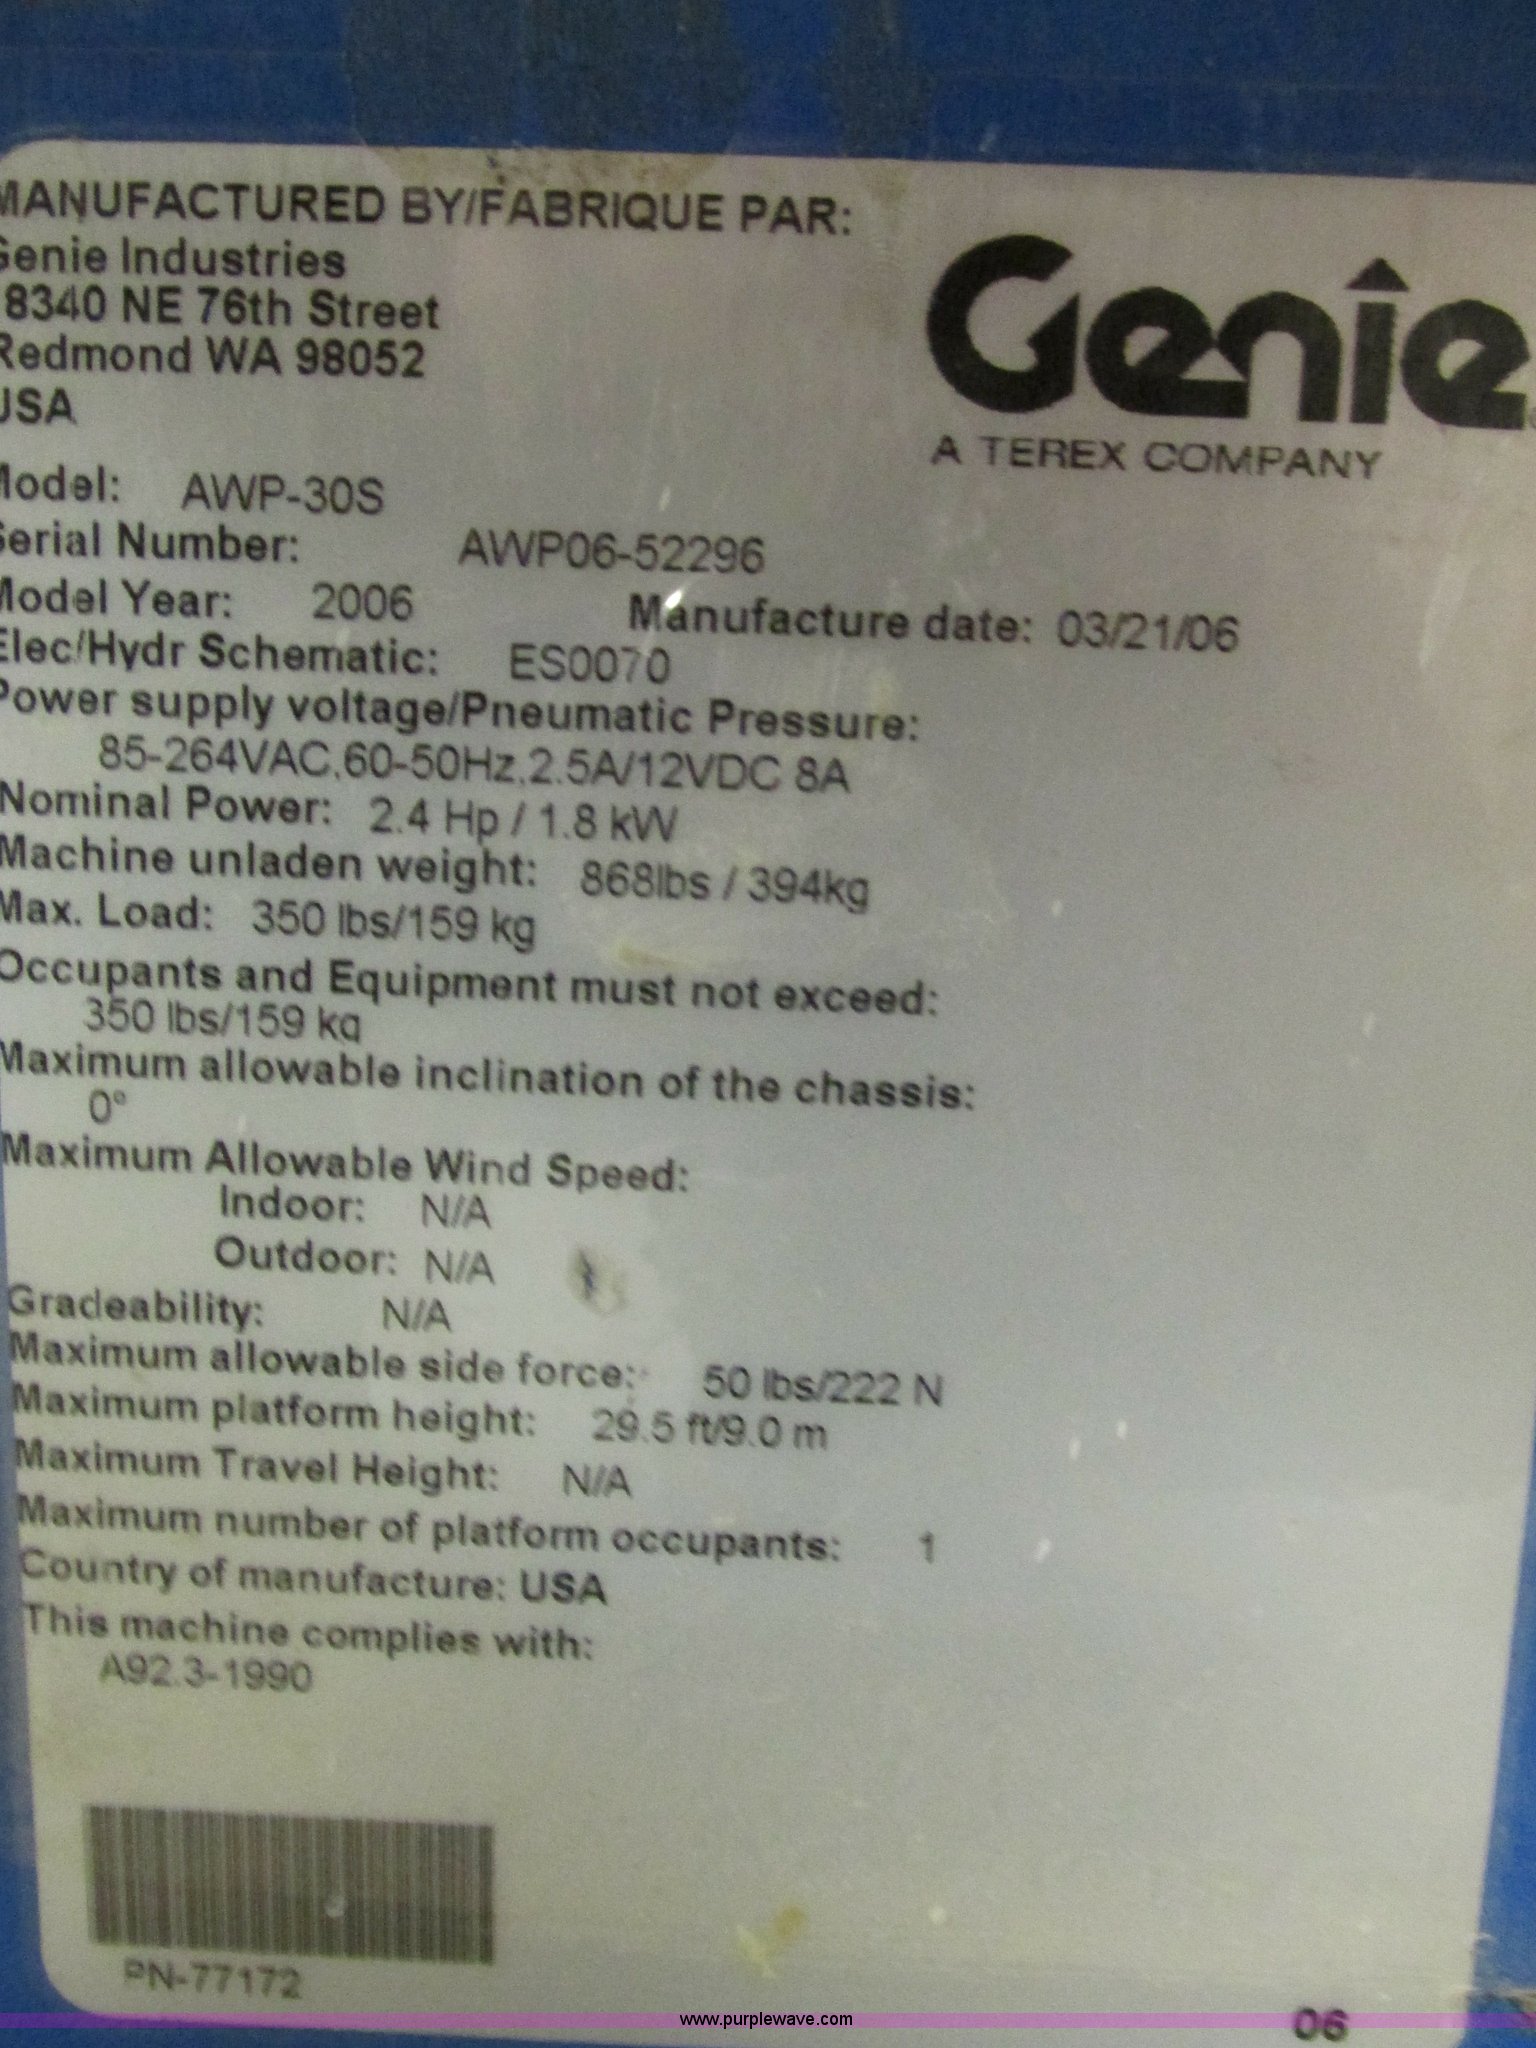 MANUFACTURED BY/FABRIQUE PAR:
Genie Industries
8340 NE 76th Street
Redmond WA 98052
USA
Genie
A TEREX COMPANY
Model: AWP-30S
Serial Number: AWP06-52296
Model Year: 2006 Manufacture date: 03/21/06
Elec/Hydr Schematic: ES0070
Power supply voltage/Pneumatic Pressure:
85-264VAC,60-50Hz,2.5A/12VDC 8A
Nominal Power: 2.4 Hp / 1.8 kW
Machine unladen weight: 868lbs / 394kg
Max. Load: 350 lbs/159 kg
Occupants and Equipment must not exceed:
350 lbs/159 kg
Maximum allowable inclination of the chassis:
0°
Maximum Allowable Wind Speed:
Indoor: N/A
Outdoor: N/A
Gradeability: N/A
Maximum allowable side force: 50 lbs/222 N
Maximum platform height: 29.5 ft/9.0 m
Maximum Travel Height: N/A
Maximum number of platform occupants: 1
Country of manufacture: USA
This machine complies with:
A92.3-1990
PN-77172
06
www.purplewave.com